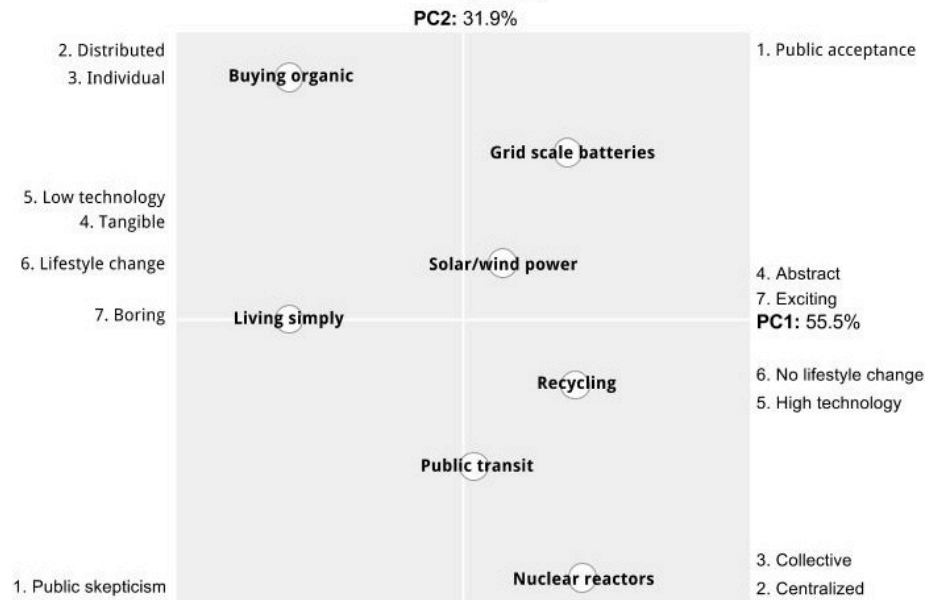 PC2: 31.9%
2. Distributed
1. Public acceptance
3. Individual
Buying organic
Grid scale batteries
5. Low technology
4. Tangible
6. Lifestyle change
Solar/wind power
4. Abstract
7. Exciting
7. Boring
Living simply
PC1: 55.5%
Recycling
6. No lifestyle change
5. High technology
Public transit
3. Collective
1. Public skepticism
Nuclear reactors
2. Centralized